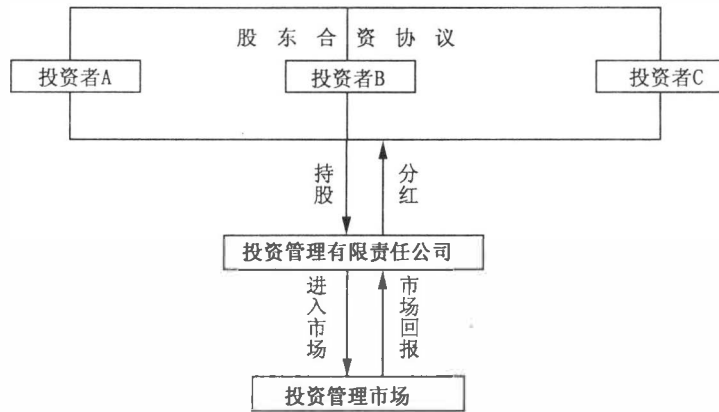 股东合资协议
投资者A
投资者B
投资者C
持股
分红
投资管理有限责任公司
进入市场
市场回报
投资管理市场